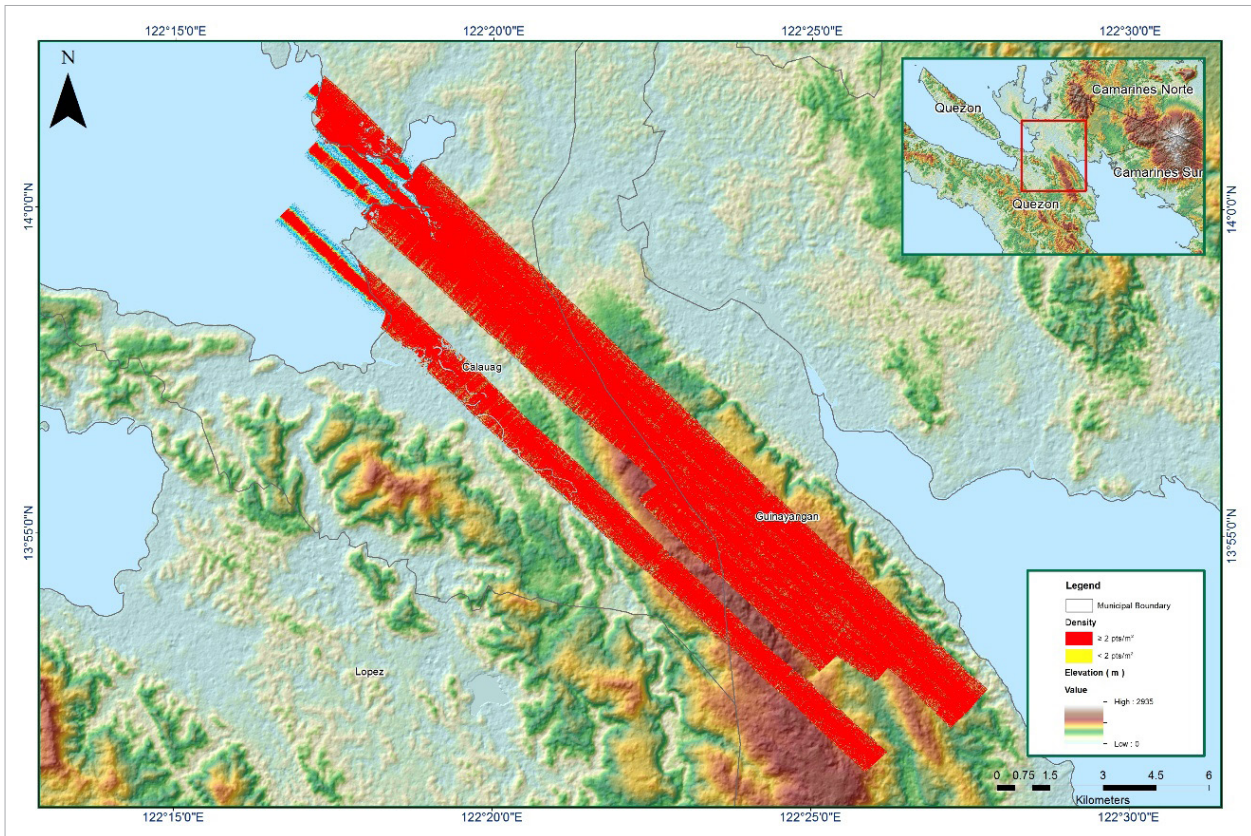 122°15'0"E 122°20'0"E 122°25'0"E 122°30'0"E
N
Camarines Norte
Quezon
Camarines Sur
Quezon
14°0'0"N 14°0'0"N
Calauag
Guinayangan
13°55'0"N 13°55'0"N
Lopez
Legend
Municipal Boundary
Density
≥ 2 pts/m²
< 2 pts/m²
Elevation ( m )
Value
High : 2935
Low : 0
0 0.75 1.5 3 4.5 6
Kilometers
122°15'0"E 122°20'0"E 122°25'0"E 122°30'0"E